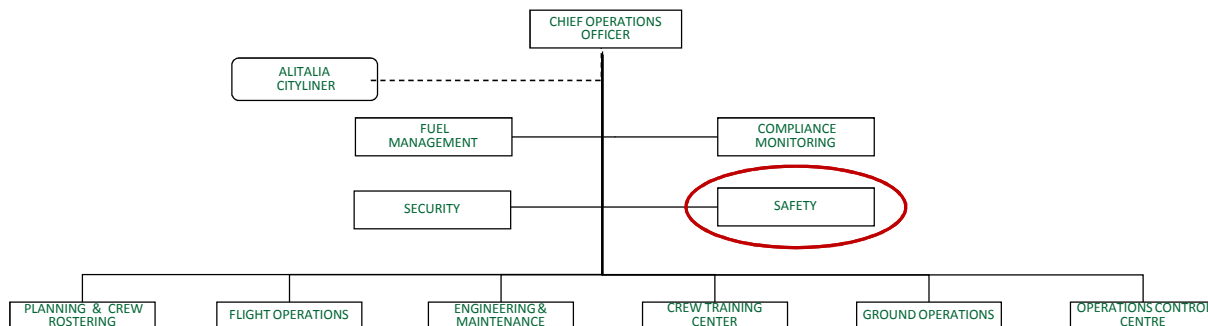 CHIEF OPERATIONS
OFFICER
ALITALIA
CITYLINER
FUEL
MANAGEMENT
COMPLIANCE
MONITORING
SECURITY
SAFETY
PLANNING & CREW
ROSTERING
FLIGHT OPERATIONS
ENGINEERING &
MAINTENANCE
CREW TRAINING
CENTER
GROUND OPERATIONS
OPERATIONS CONTROL
CENTRE